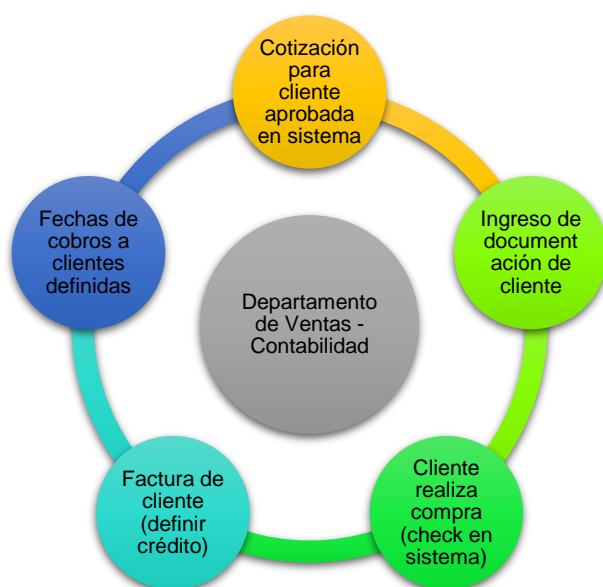 Cotización
para
cliente
aprobada
en sistema
Ingreso de
document
ación de
cliente
Cliente
realiza
compra
(check en
sistema)
Factura de
cliente
(definir
crédito)
Fechas de
cobros a
clientes
definidas
Departamento
de Ventas -
Contabilidad